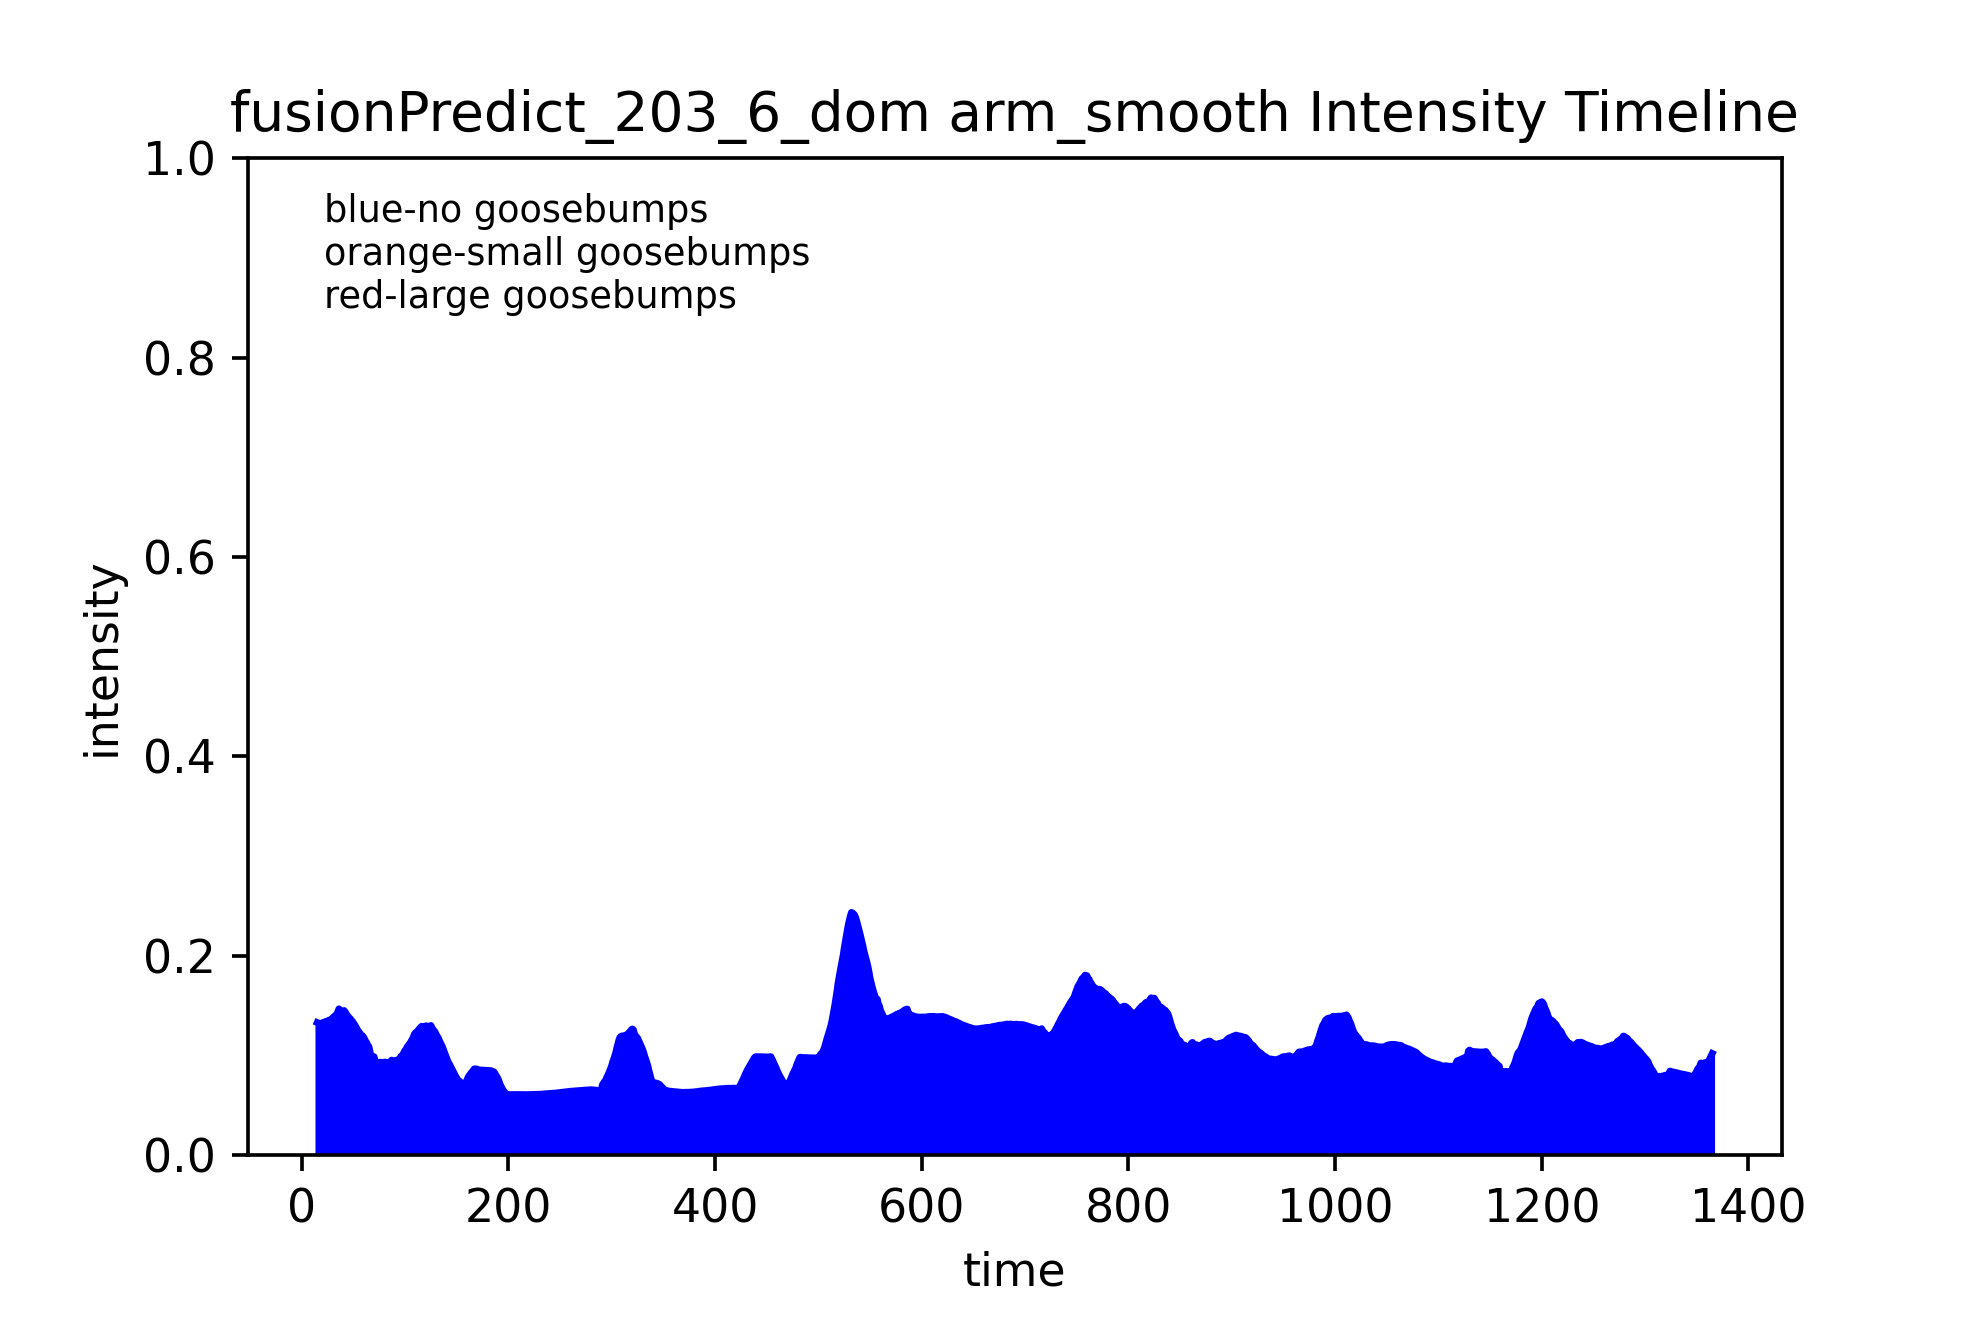 fusionPredict_203_6_dom arm_smooth Intensity Timeline
1.0
blue-no goosebumps
orange-small goosebumps
red-large goosebumps
0.8
0.6
intensity
0.4
0.2
0.0
0 200 400 600 800 1000 1200 1400
time